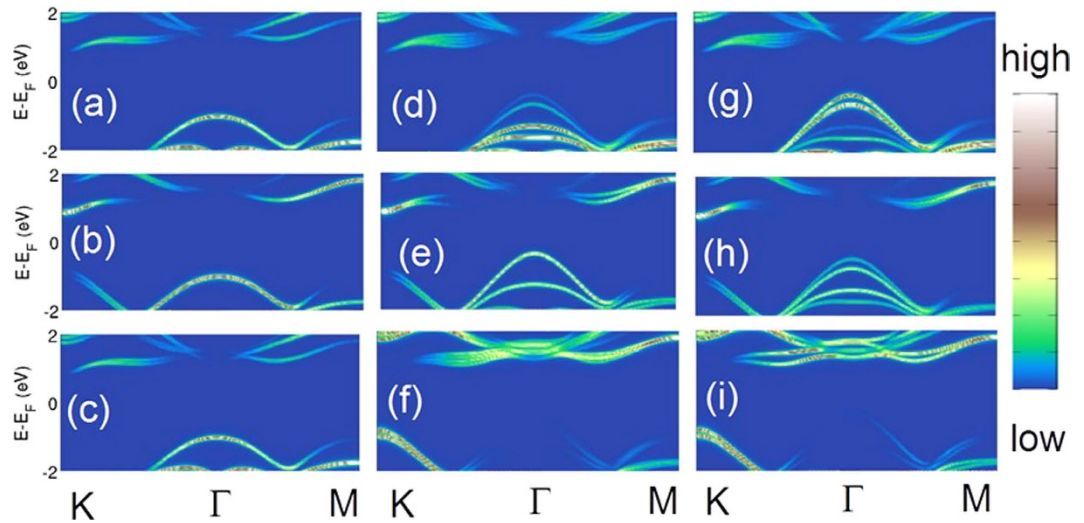 2
E-E_F (eV)
0
-2
(a)
(d)
(g)
high
2
E-E_F (eV)
0
-2
(b)
(e)
(h)
2
E-E_F (eV)
0
-2
(c)
(f)
(i)
low
K Γ M
K Γ M
K Γ M